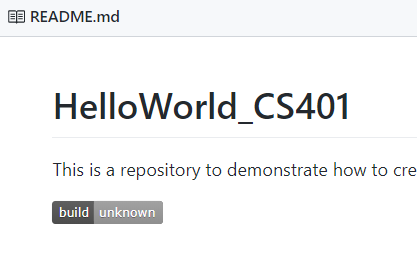 README.md
HelloWorld_CS401
This is a repository to demonstrate how to cre
build unknown